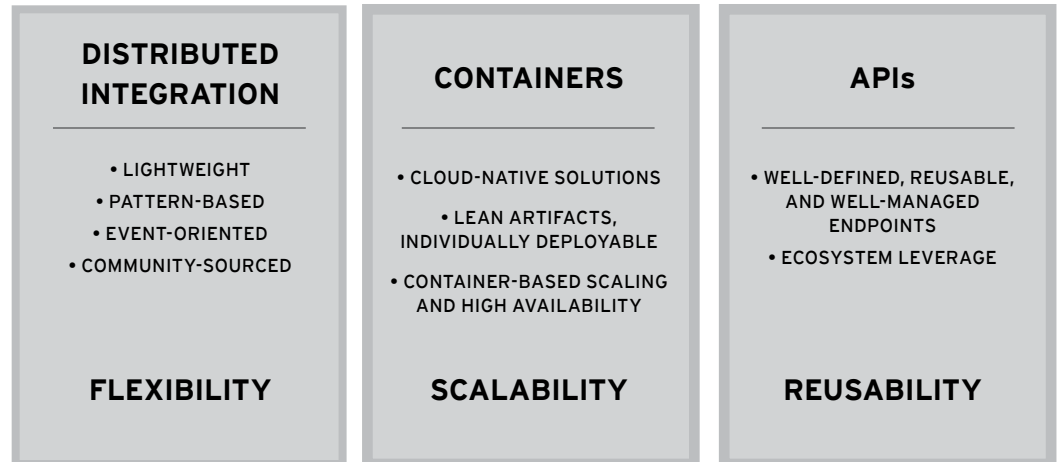 DISTRIBUTED
INTEGRATION
• LIGHTWEIGHT
• PATTERN-BASED
• EVENT-ORIENTED
• COMMUNITY-SOURCED
FLEXIBILITY
CONTAINERS
• CLOUD-NATIVE SOLUTIONS
• LEAN ARTIFACTS,
INDIVIDUALLY DEPLOYABLE
• CONTAINER-BASED SCALING
AND HIGH AVAILABILITY
SCALABILITY
APIs
• WELL-DEFINED, REUSABLE,
AND WELL-MANAGED
ENDPOINTS
• ECOSYSTEM LEVERAGE
REUSABILITY